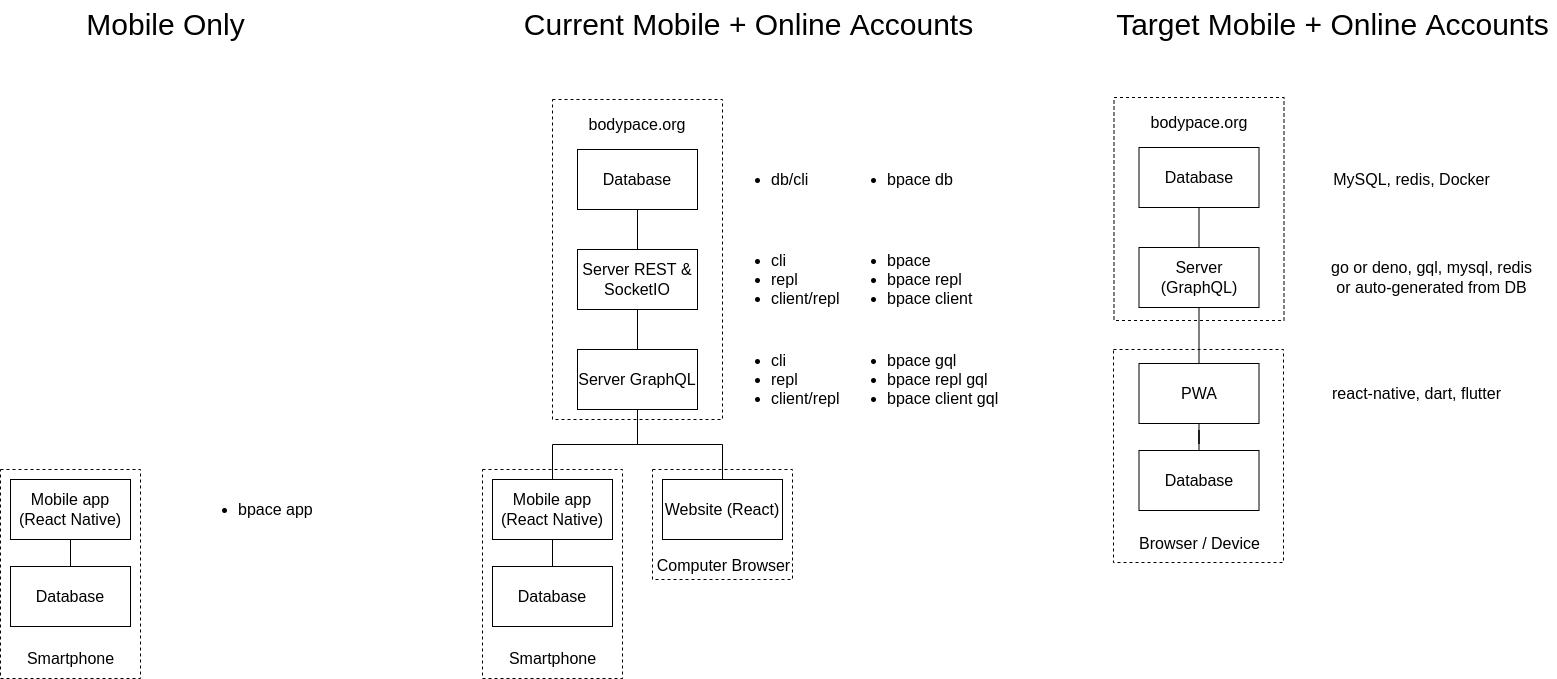 Mobile Only
Current Mobile + Online Accounts
Target Mobile + Online Accounts
Mobile app
(React Native)
Database
Smartphone
• bpace app
bodypace.org
Database
• db/cli
• bpace db
Server REST &
SocketIO
• cli
• repl
• client/repl
• bpace
• bpace repl
• bpace client
Server GraphQL
• cli
• repl
• client/repl
• bpace gql
• bpace repl gql
• bpace client gql
Mobile app
(React Native)
Database
Smartphone
Website (React)
Computer Browser
bodypace.org
Database
MySQL, redis, Docker
Server
(GraphQL)
go or deno, gql, mysql, redis
or auto-generated from DB
PWA
react-native, dart, flutter
Database
Browser / Device